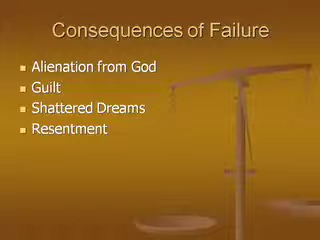 Consequences of Failure
Alienation from God
Guilt
Shattered Dreams
Resentment